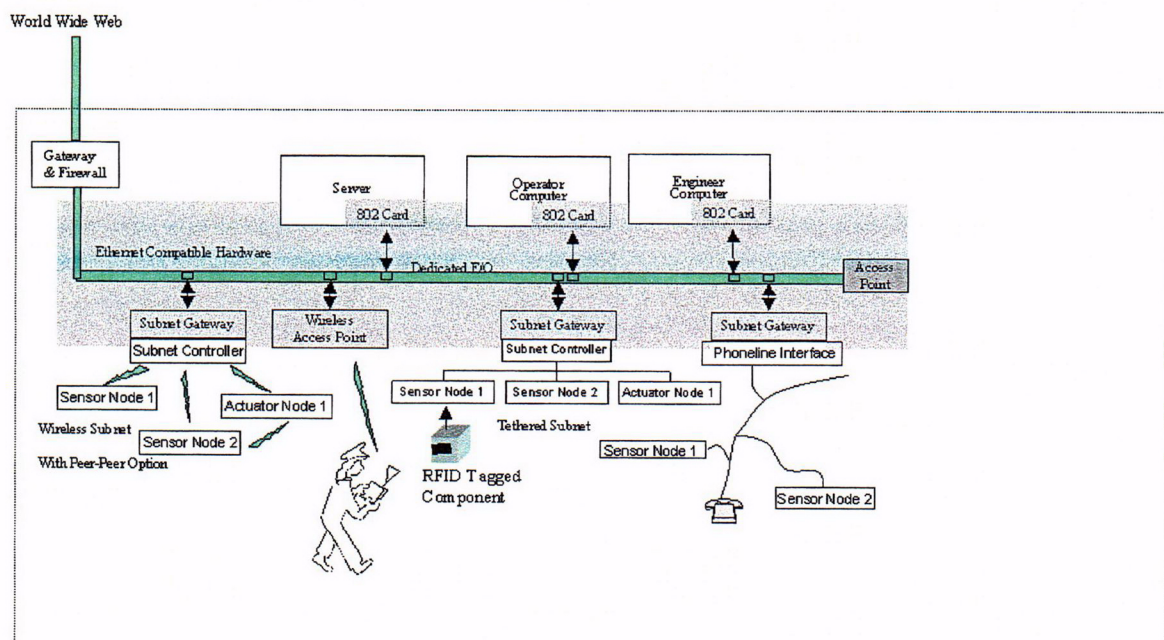 World Wide Web
Gateway
& Firewall
Server
802 Card
Operator
Computer
802 Card
Engineer
Computer
802 Card
Ethernet Compatible Hardware
Dedicated F/O
Access
Point
Subnet Gateway
Subnet Controller
Wireless
Access Point
Subnet Gateway
Subnet Controller
Subnet Gateway
Phoneline Interface
Sensor Node 1
Actuator Node 1
Sensor Node 2
Wireless Subnet
With Peer-Peer Option
Sensor Node 1
Sensor Node 2
Actuator Node 1
Tethered Subnet
RFID Tagged
Component
Sensor Node 1
Sensor Node 2